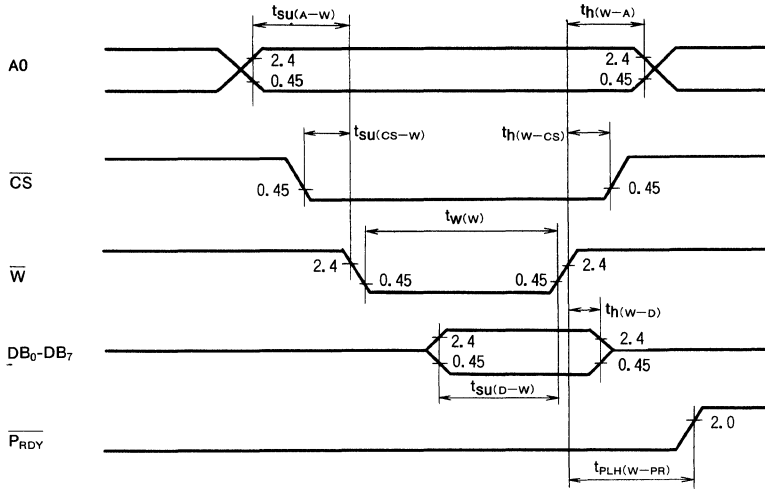 tsu(A-W)
th(W-A)
A0
2.4
0.45
2.4
0.45
tsu(CS-W)
th(W-CS)
CS
0.45
0.45
tW(W)
W
2.4
0.45
0.45
2.4
th(W-D)
DB0-DB7
2.4
0.45
2.4
0.45
tsu(D-W)
PRDY
2.0
tPLH(W-PR)